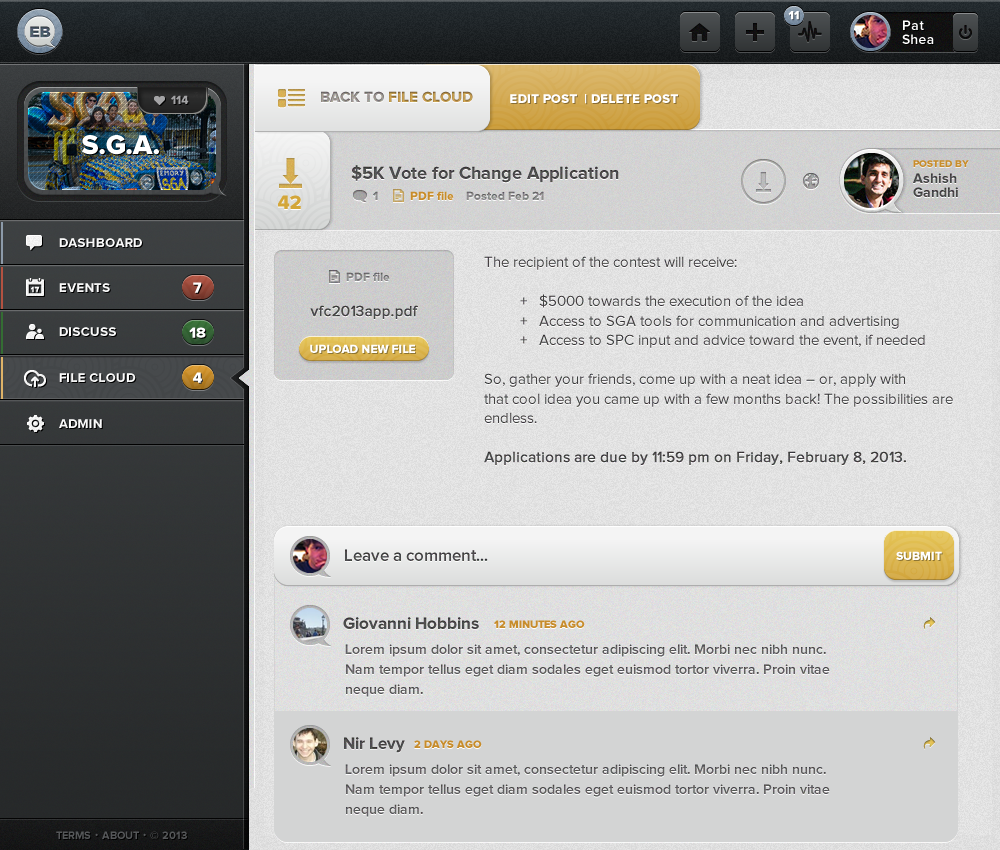 EB
11
Pat
Shea
114
S.G.A.
EMORY
SGA
DASHBOARD
17
EVENTS 7
DISCUSS 18
FILE CLOUD 4
ADMIN
TERMS • ABOUT • © 2013
BACK TO FILE CLOUD
EDIT POST | DELETE POST
42
$5K Vote for Change Application
1 PDF file Posted Feb 21
POSTED BY
Ashish
Gandhi
PDF file
vfc2013app.pdf
UPLOAD NEW FILE
The recipient of the contest will receive:
+ $5000 towards the execution of the idea
+ Access to SGA tools for communication and advertising
+ Access to SPC input and advice toward the event, if needed
So, gather your friends, come up with a neat idea – or, apply with
that cool idea you came up with a few months back! The possibilities are
endless.
Applications are due by 11:59 pm on Friday, February 8, 2013.
Leave a comment...
SUBMIT
Giovanni Hobbins 12 MINUTES AGO
Lorem ipsum dolor sit amet, consectetur adipiscing elit. Morbi nec nibh nunc.
Nam tempor tellus eget diam sodales eget euismod tortor viverra. Proin vitae
neque diam.
Nir Levy 2 DAYS AGO
Lorem ipsum dolor sit amet, consectetur adipiscing elit. Morbi nec nibh nunc.
Nam tempor tellus eget diam sodales eget euismod tortor viverra. Proin vitae
neque diam.